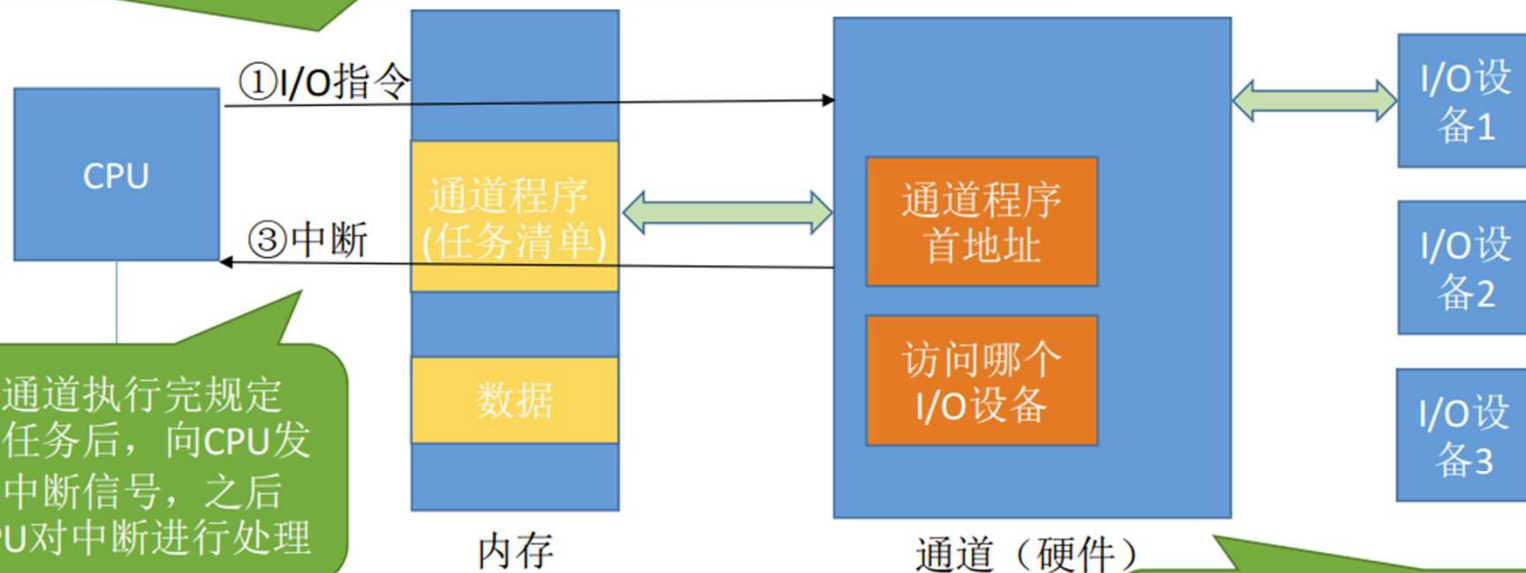 ①I/O指令
CPU
③中断
通道程序
(任务清单)
数据
内存
通道程序
首地址
访问哪个
I/O设备
通道（硬件）
I/O设
备1
I/O设
备2
I/O设
备3
通道执行完规定
任务后，向CPU发
中断信号，之后
PU对中断进行处理